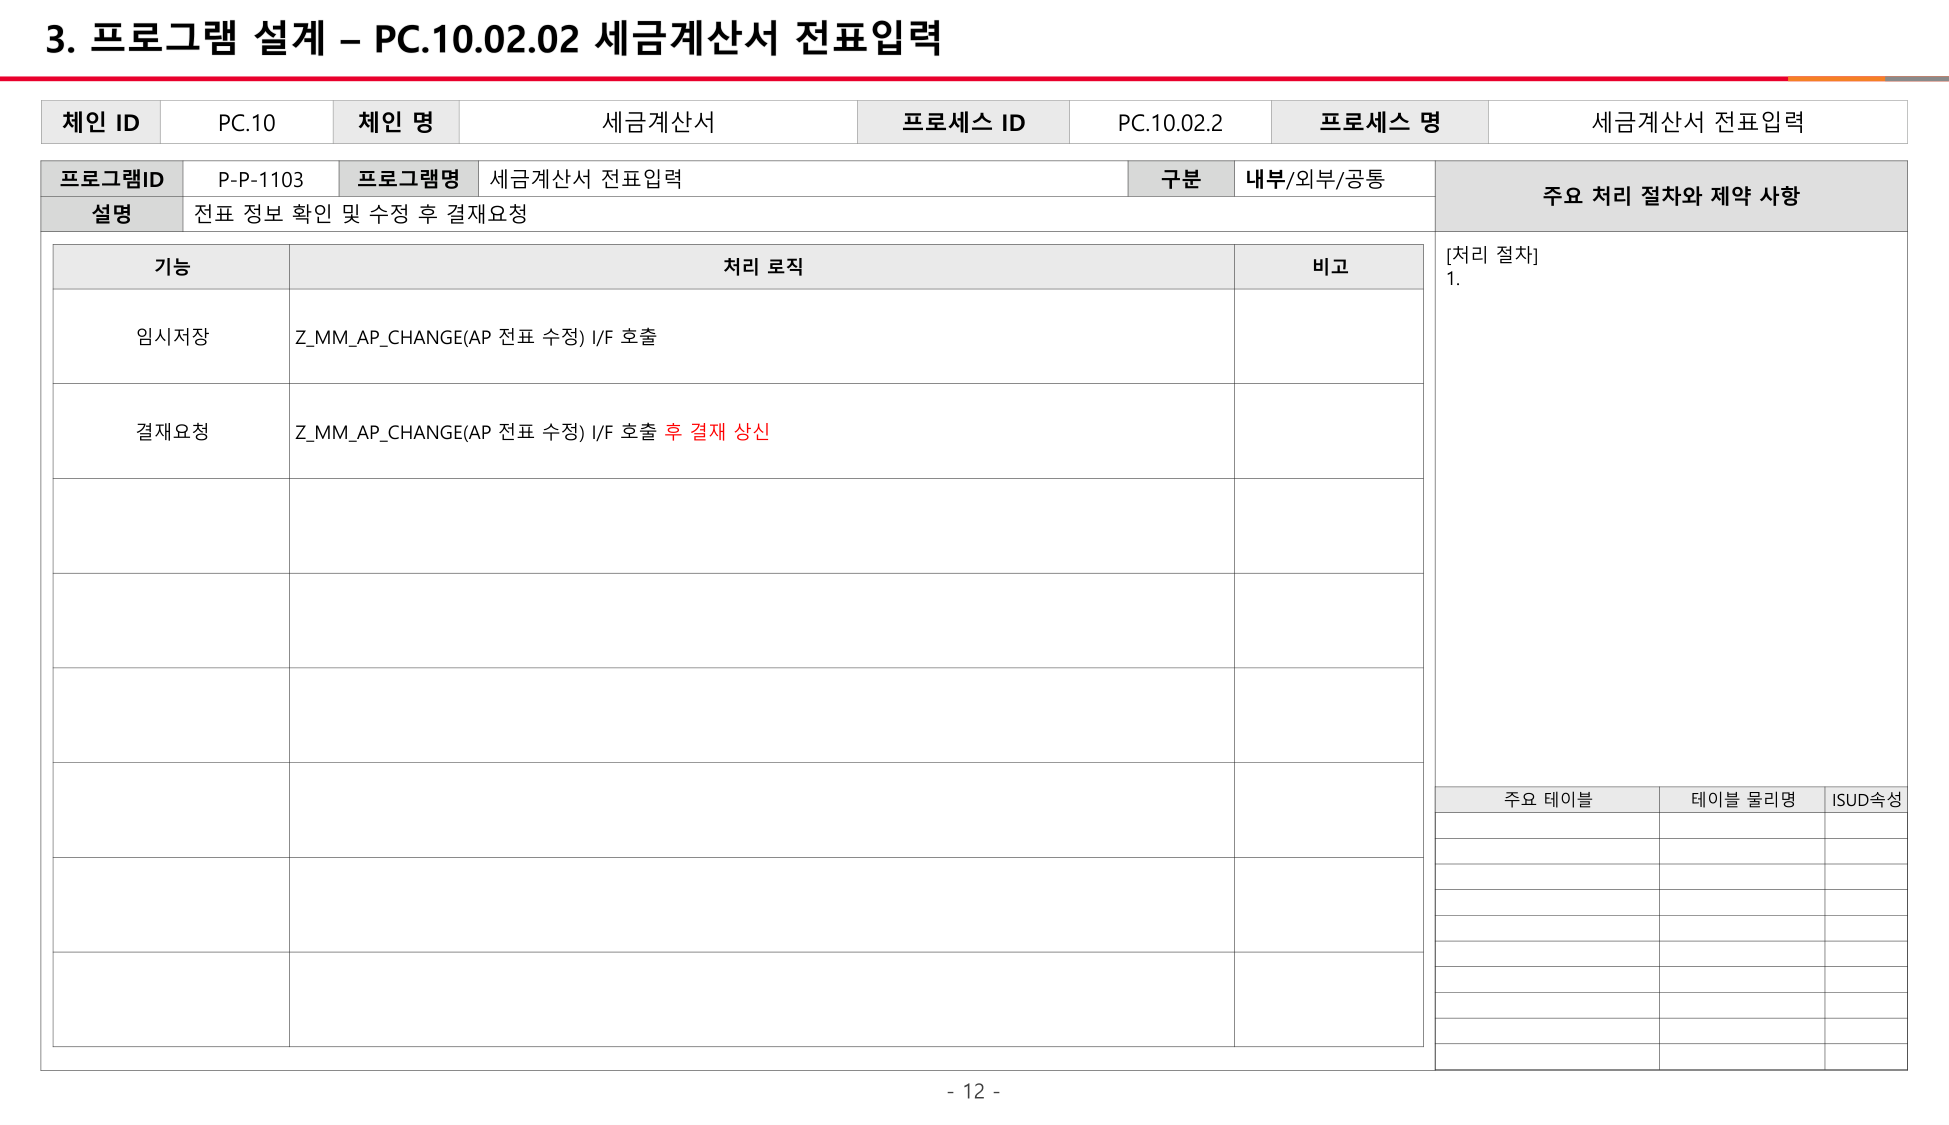 3. 프로그램 설계 – PC.10.02.02 세금계산서 전표입력
체인 ID PC.10 체인 명 세금계산서 프로세스 ID PC.10.02.2 프로세스 명 세금계산서 전표입력
프로그램ID P-P-1103 프로그램명 세금계산서 전표입력 구분 내부/외부/공통
설명 전표 정보 확인 및 수정 후 결재요청
주요 처리 절차와 제약 사항
기능 처리 로직 비고
임시저장 Z_MM_AP_CHANGE(AP 전표 수정) I/F 호출
결재요청 Z_MM_AP_CHANGE(AP 전표 수정) I/F 호출 후 결재 상신
[처리 절차]
1.
주요 테이블 테이블 물리명 ISUD속성
- 12 -